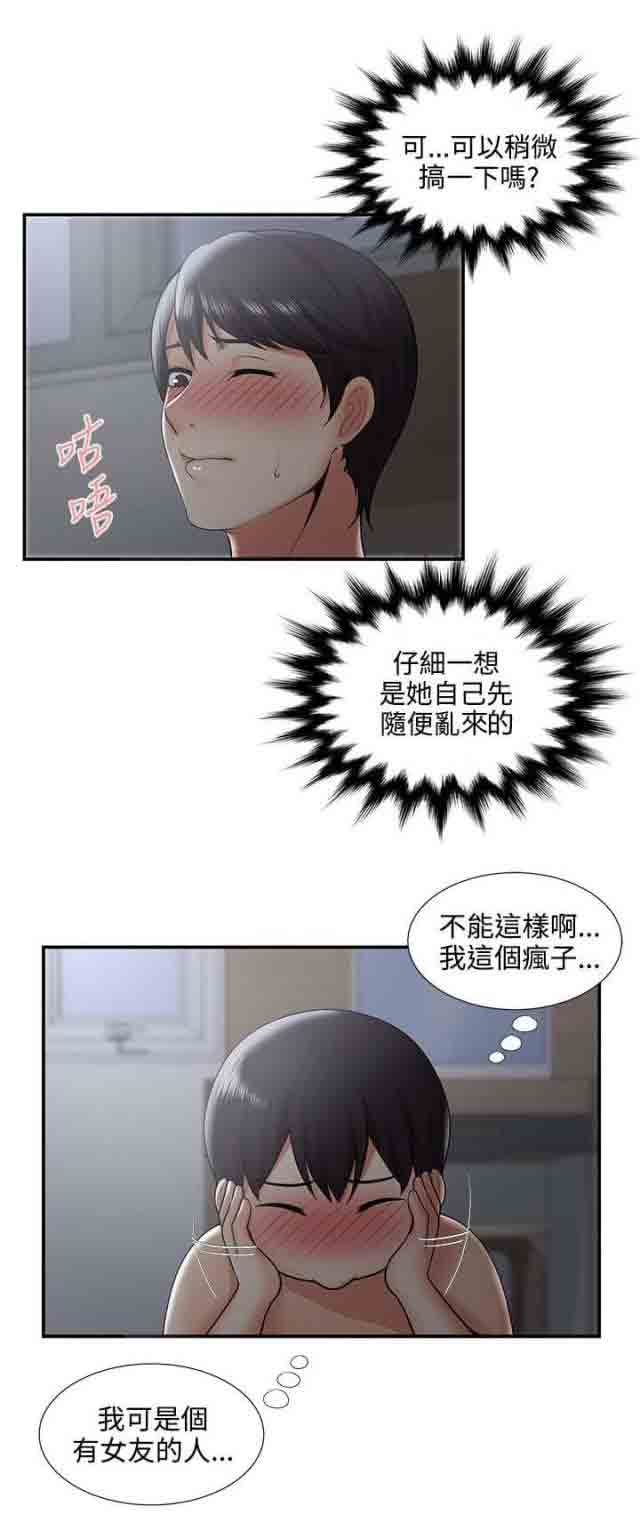 可...可以稍微
搞一下嗎?
咕
唔
仔細一想
是她自己先
隨便亂來的
不能這樣啊...
我這個瘋子...
我可是個
有女友的人...